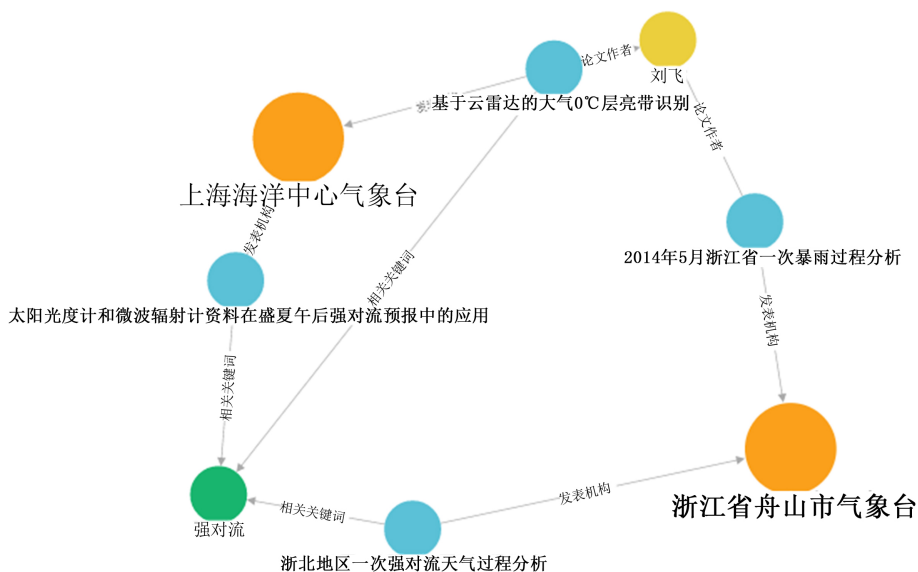 论文作者
刘飞
基于云雷达的大气0℃层亮带识别
论文作者
上海海洋中心气象台
发表机构
相关关键词
2014年5月浙江省一次暴雨过程分析
太阳光度计和微波辐射计资料在盛夏午后强对流预报中的应用
发表机构
相关关键词
强对流
相关关键词
发表机构
浙江省舟山市气象台
浙北地区一次强对流天气过程分析